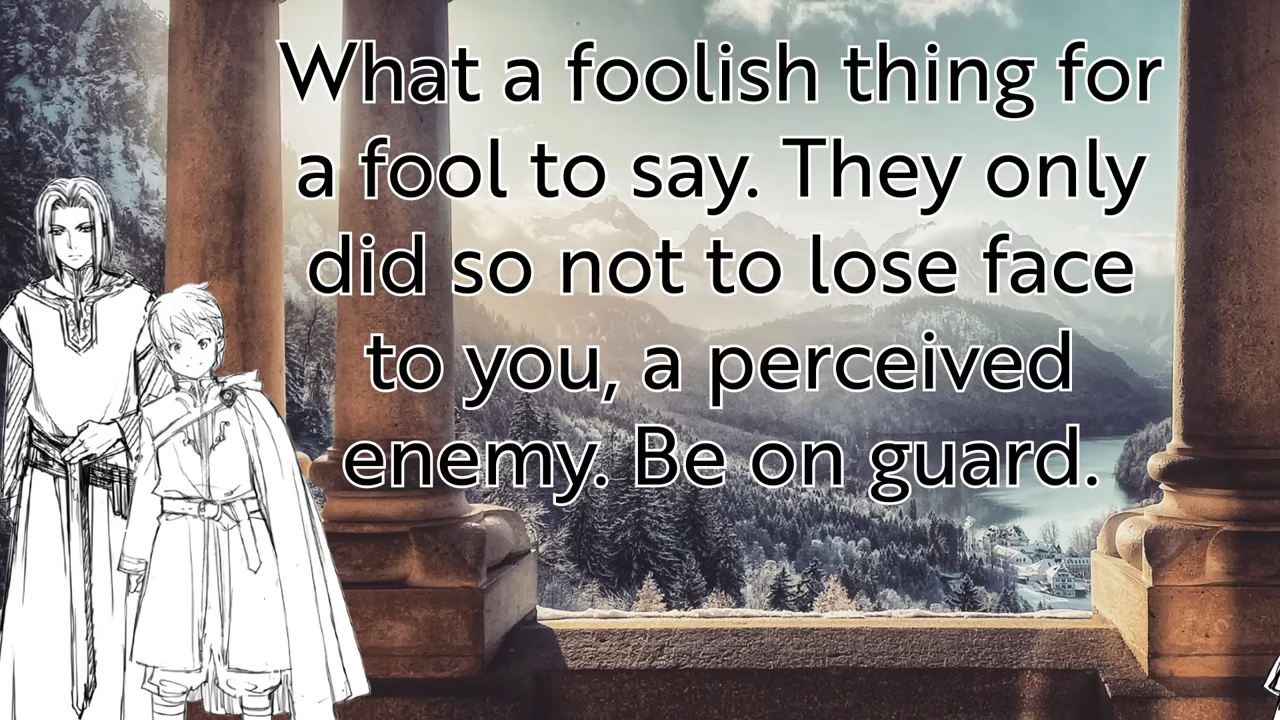 What a foolish thing for
a fool to say. They only
did so not to lose face
to you, a perceived
enemy. Be on guard.